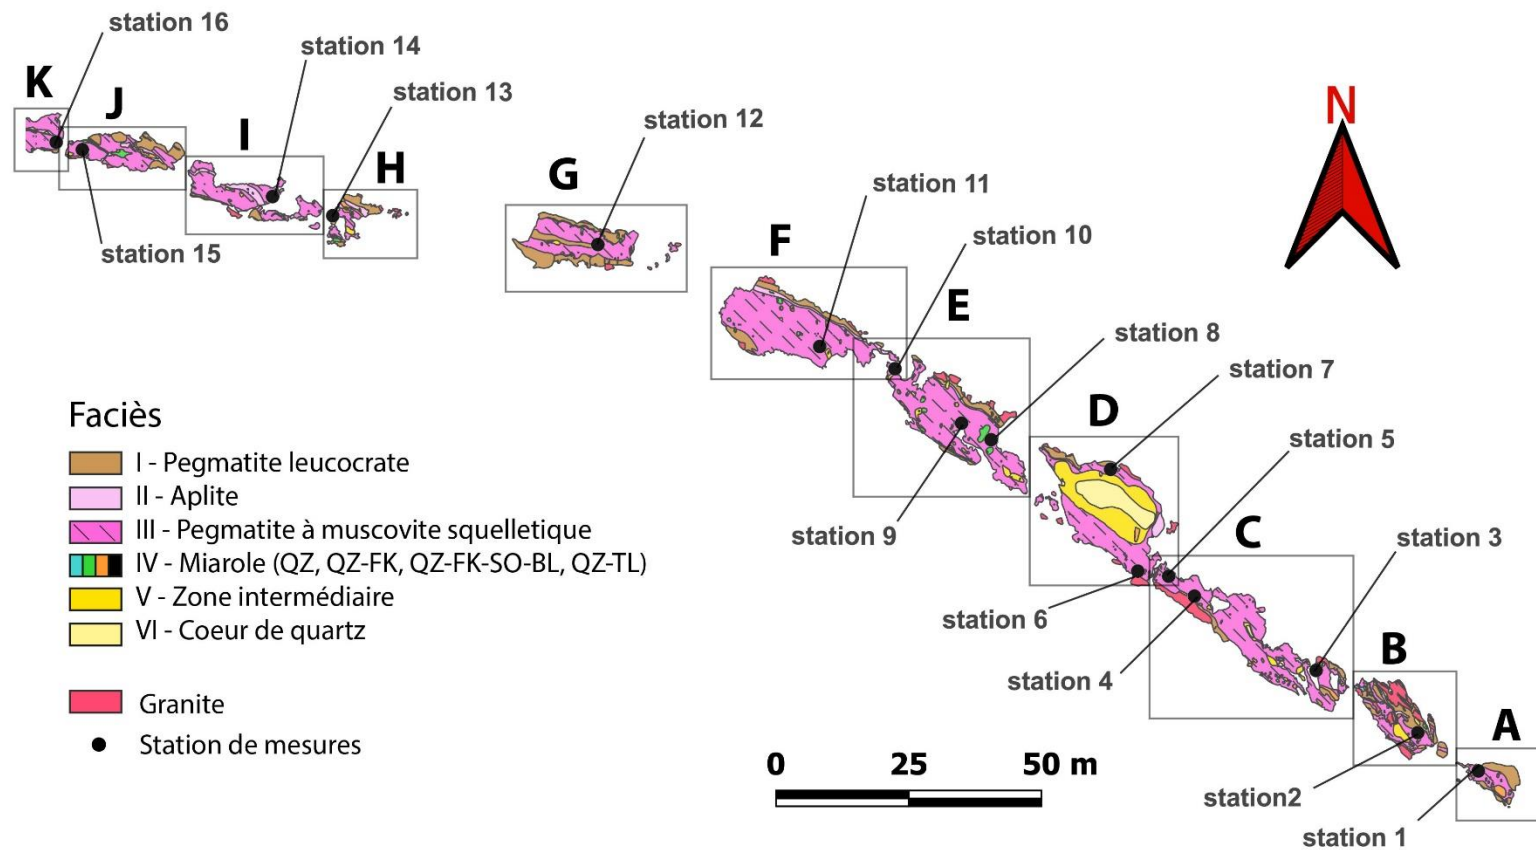 station 16
station 14
K
J
station 13
I
station 12
H
G
station 11
station 15
F
station 10
E
station 8
station 7
D
station 5
station 9
C
station 3
station 6
station 4
B
A
station2
station 1
N
Faciès
I - Pegmatite leucocrate
II - Aplite
III - Pegmatite à muscovite squelletique
IV - Miarole (QZ, QZ-FK, QZ-FK-SO-BL, QZ-TL)
V - Zone intermédiaire
VI - Coeur de quartz
Granite
Station de mesures
0 25 50 m